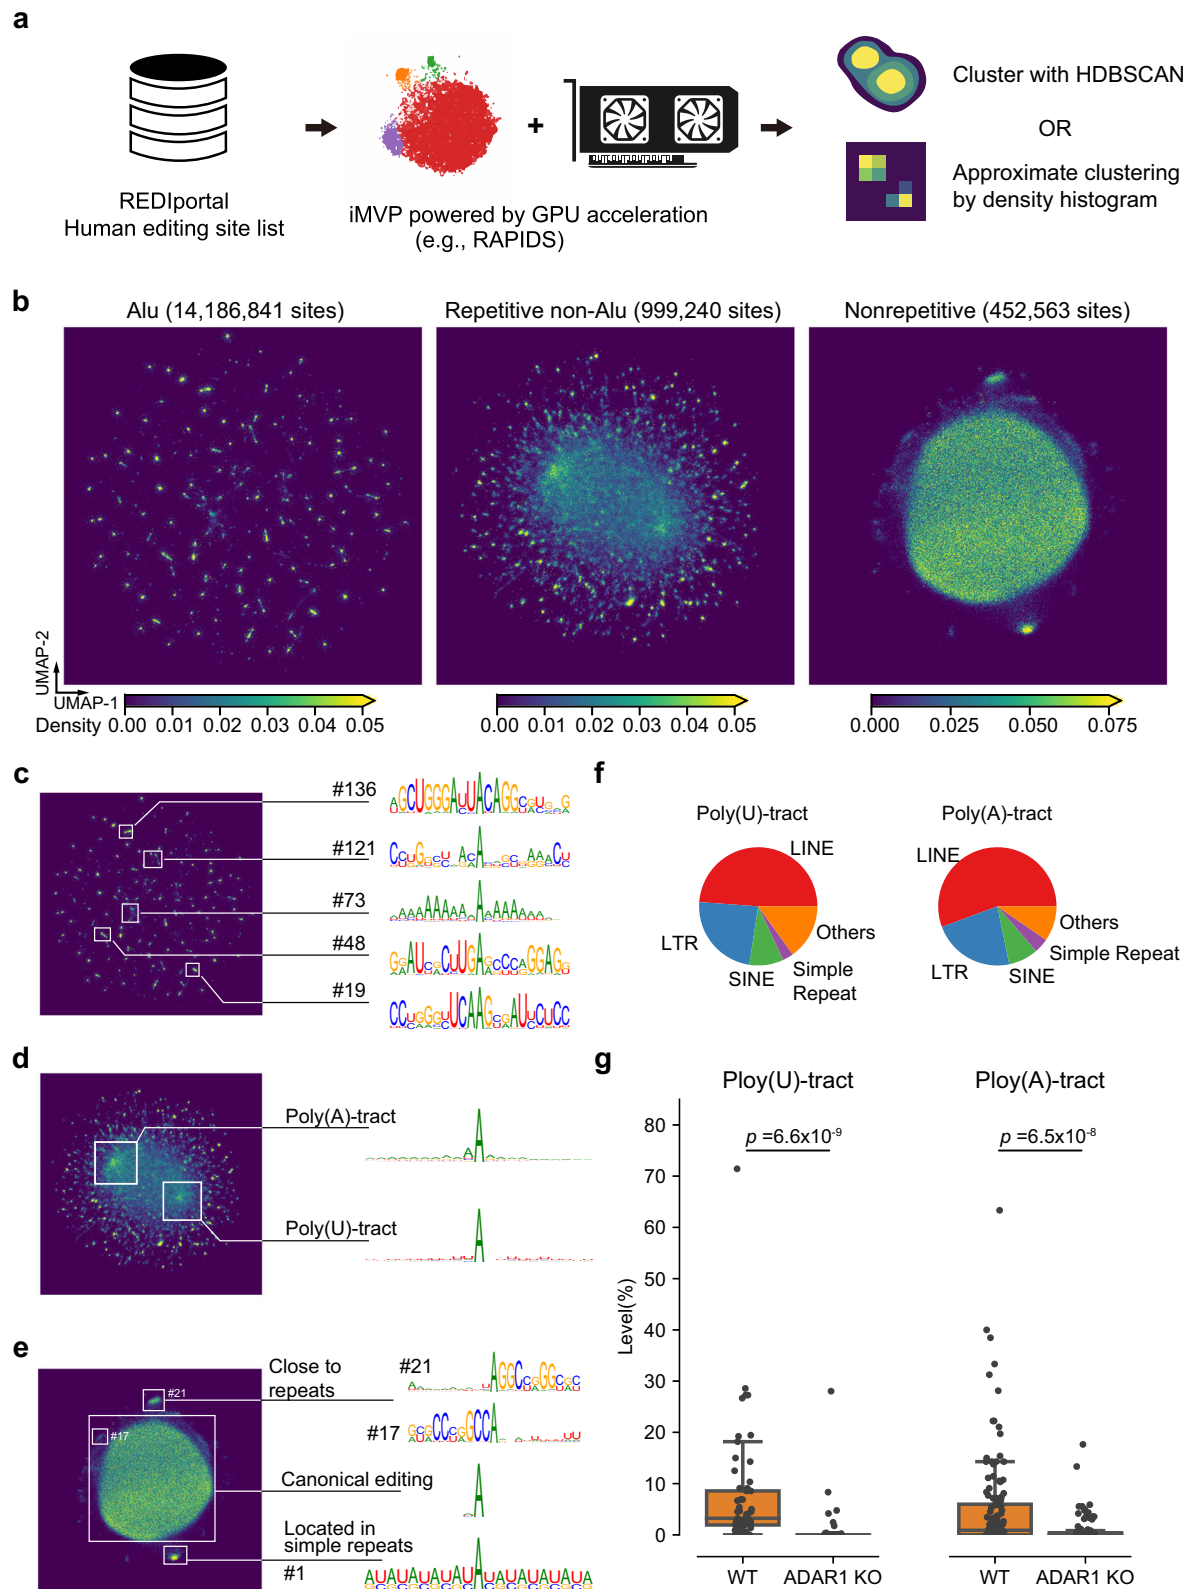 a
REDIportal
Human editing site list
iMVP powered by GPU acceleration
(e.g., RAPIDS)
+
Cluster with HDBSCAN
OR
Approximate clustering
by density histogram
b
Alu (14,186,841 sites)
Repetitive non-Alu (999,240 sites)
Nonrepetitive (452,563 sites)
UMAP-2
UMAP-1
Density 0.00 0.01 0.02 0.03 0.04 0.05
0.00 0.01 0.02 0.03 0.04 0.05
0.000 0.025 0.050 0.075
c
#136
AGCUGGGAUUACAGGCGUGG
#121
#73
#48
#19
d
Poly(A)-tract
A
Poly(U)-tract
A
e
#21
#17
Close to
repeats
#21
#17
Canonical editing
A
Located in
simple repeats
#1
AUAUAUAUAUAUAUAUAUAUA
f
Poly(U)-tract
LINE
LTR
SINE
Simple
Repeat
Others
Poly(A)-tract
LINE
LTR
SINE
Simple Repeat
Others
g
Ploy(U)-tract
Ploy(A)-tract
p =6.6x10-9
p =6.5x10-8
Level(%)
80
70
60
50
40
30
20
10
0
WT
ADAR1 KO
WT
ADAR1 KO